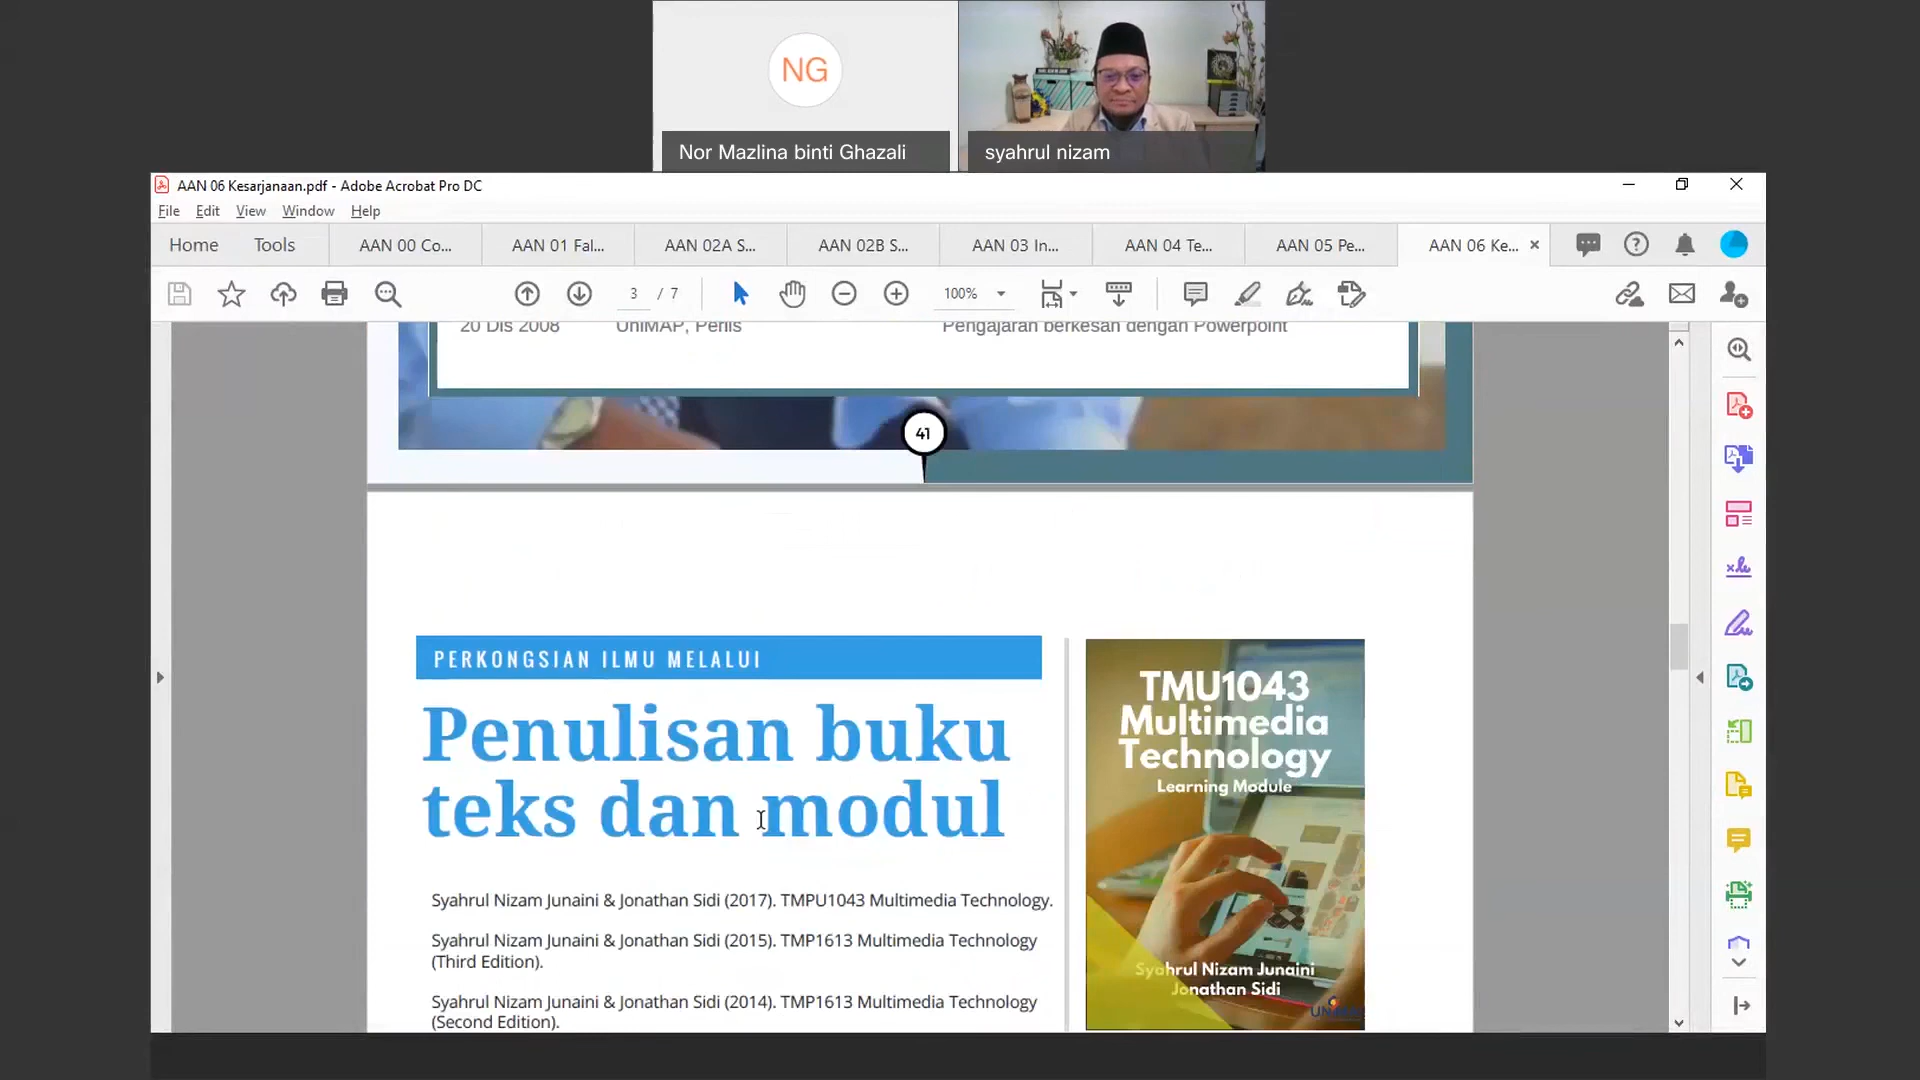 NG
Nor Mazlina binti Ghazali
syahrul nizam
AAN 06 Kesarjanaan.pdf - Adobe Acrobat Pro DC
File Edit View Window Help
Home Tools AAN 00 Co... AAN 01 Fal... AAN 02A S... AAN 02B S... AAN 03 In... AAN 04 Te... AAN 05 Pe... AAN 06 Ke...
3 / 7 100%
20 Dis 2008 UniMAP, Perlis Pengajaran berkesan dengan Powerpoint
41
PERKONGSIAN ILMU MELALUI
Penulisan buku
teks dan modul
Syahrul Nizam Junaini & Jonathan Sidi (2017). TMPU1043 Multimedia Technology.
Syahrul Nizam Junaini & Jonathan Sidi (2015). TMP1613 Multimedia Technology
(Third Edition).
Syahrul Nizam Junaini & Jonathan Sidi (2014). TMP1613 Multimedia Technology
(Second Edition).
TMU1043
Multimedia
Technology
Learning Module
Syahrul Nizam Junaini
Jonathan Sidi